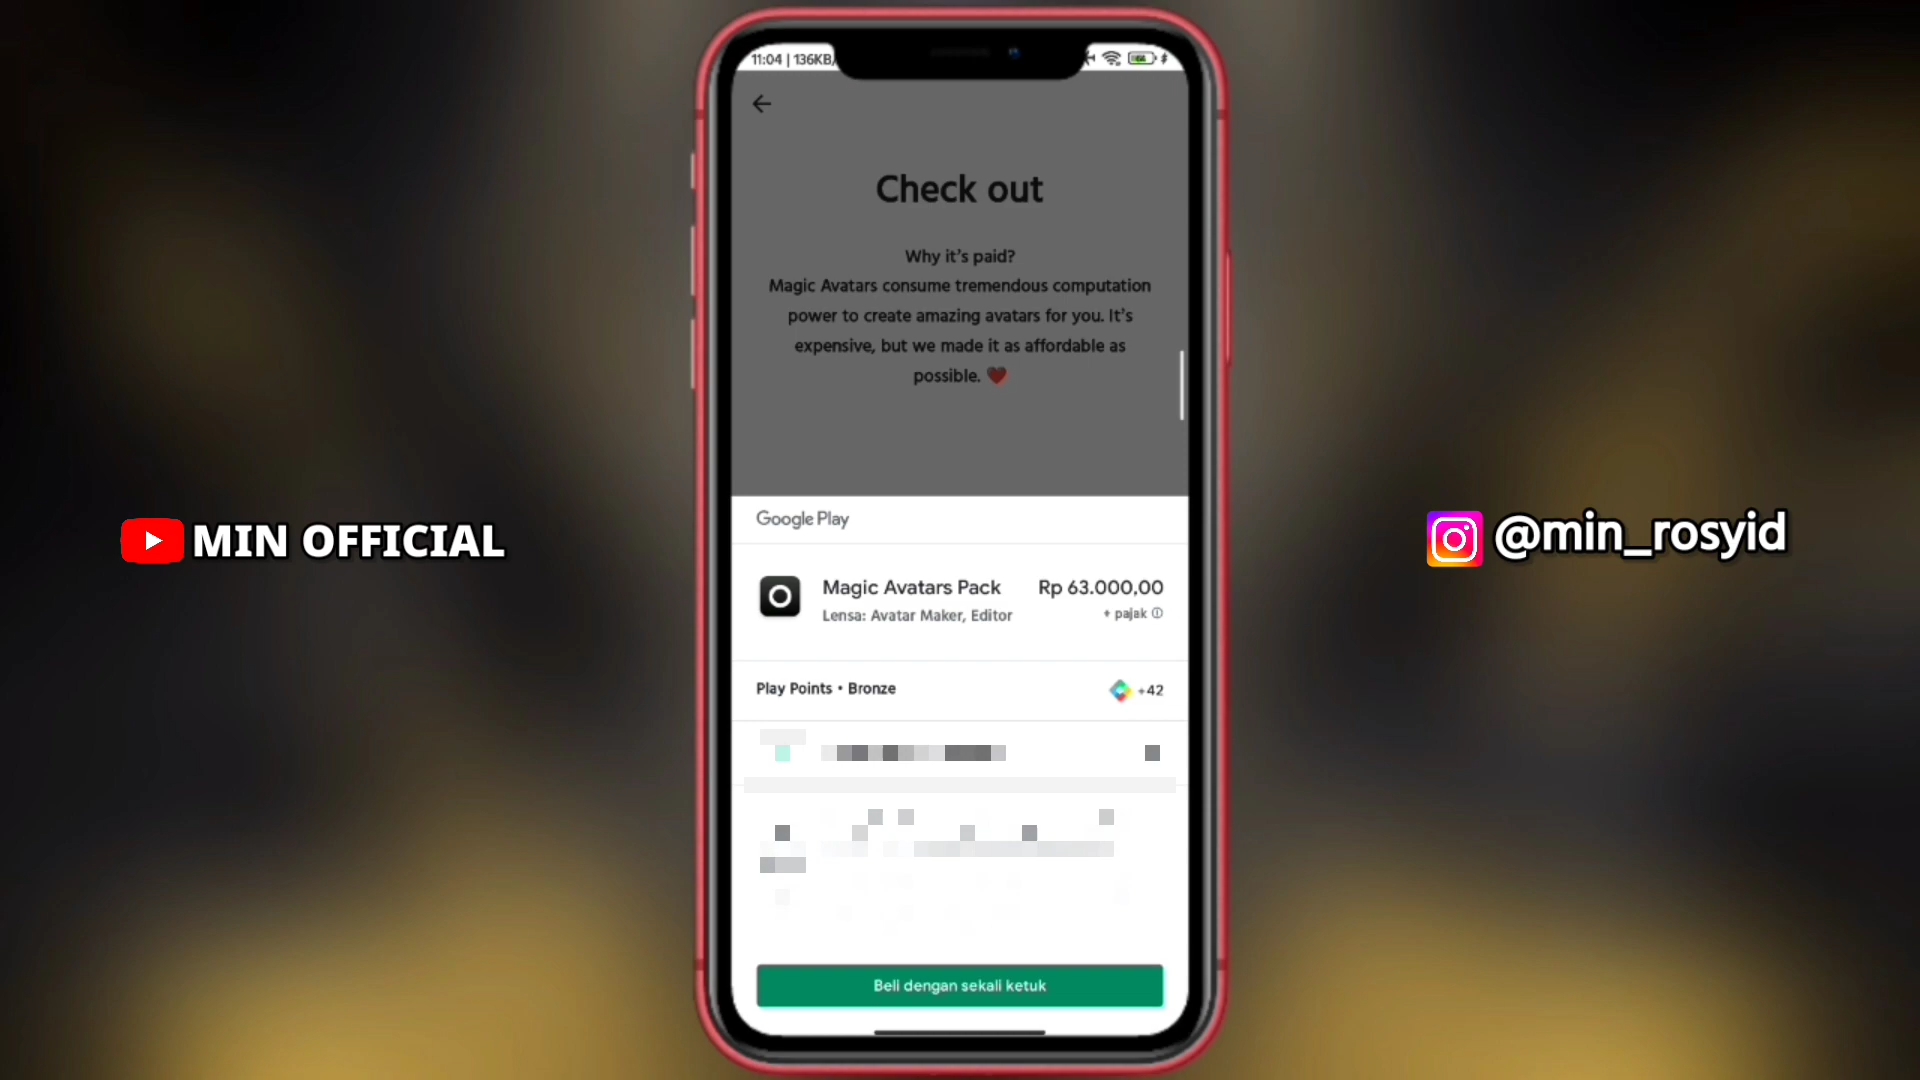 11:04 | 136KB/
Check out
Why it's paid?
Magic Avatars consume tremendous computation
power to create amazing avatars for you. It's
expensive, but we made it as affordable as
possible. ❤️
MIN OFFICIAL
@min_rosyid
Google Play
Magic Avatars Pack
Rp 63.000,00
Lensa: Avatar Maker, Editor
+ pajak
Play Points • Bronze
+42
Beli dengan sekali ketuk